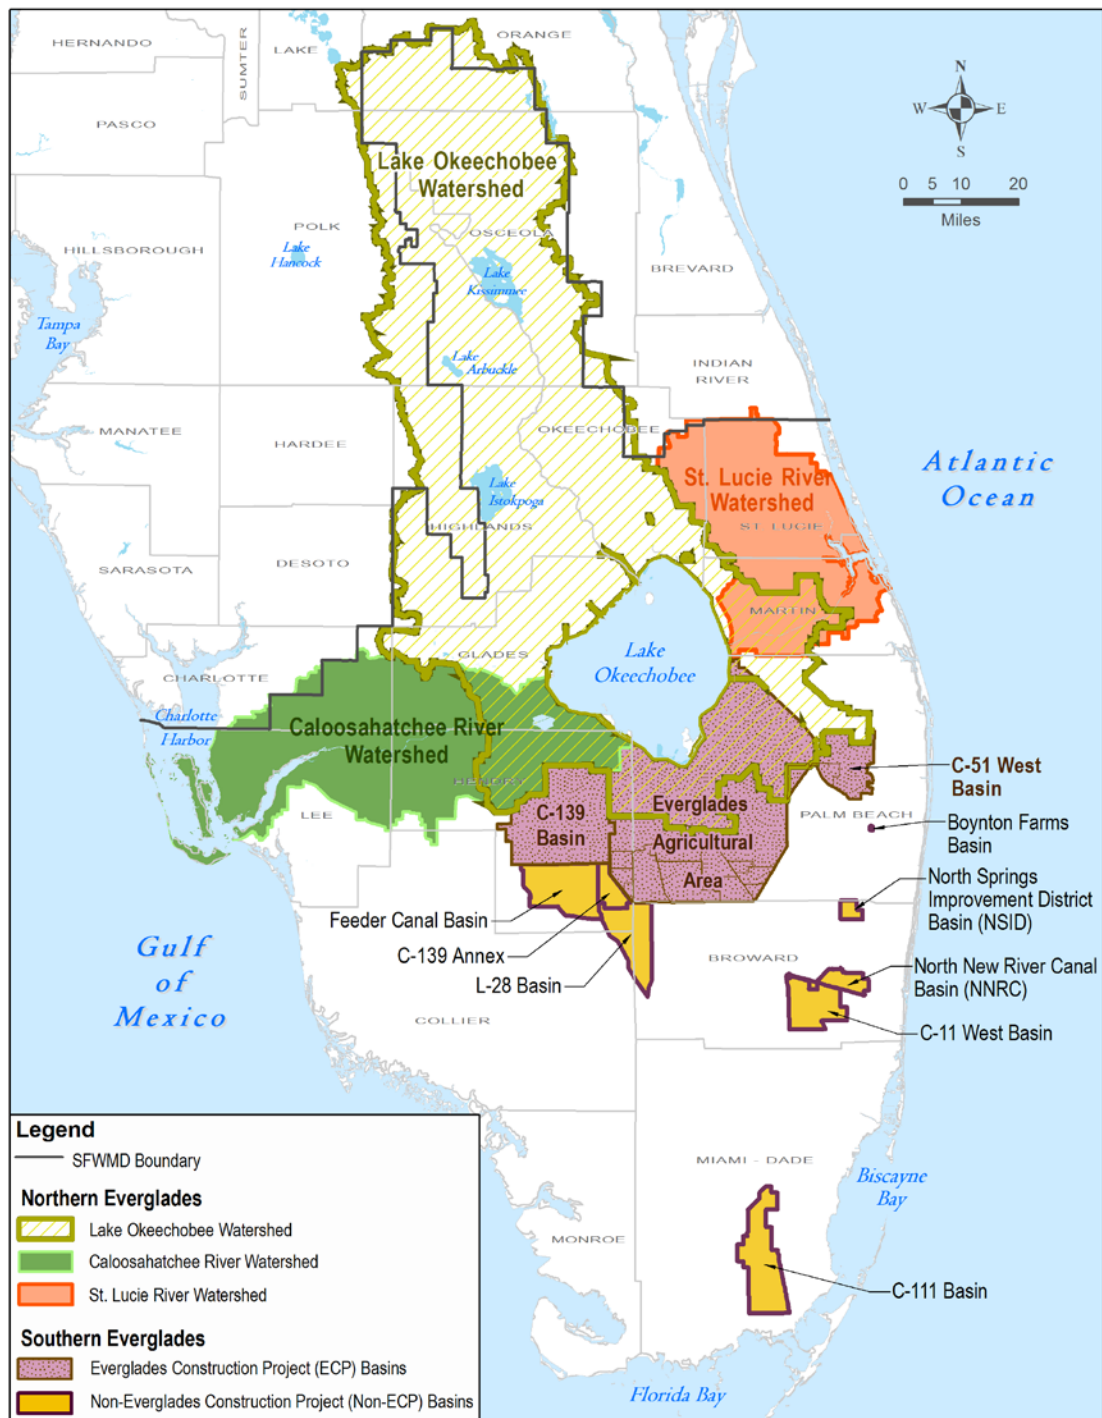 HERNANDO
SUMTER
LAKE
ORANGE
PASCO
N
W
E
S
0 5 10 20
Miles
Lake Okeechobee
Watershed
POLK
OSCEOLA
HILLSBOROUGH
Lake
Hancock
BREVARD
Lake
Kissimmee
Tampa
Bay
Lake
Arbuckle
INDIAN
RIVER
MANATEE
HARDEE
OKEECHOBEE
Atlantic
Ocean
St. Lucie River
Watershed
ST LUCIE
Lake
Istokpoga
HIGHLANDS
SARASOTA
DESOTO
MARTIN
GLADES
Lake
Okeechobee
CHARLOTTE
Charlotte
Harbor
Caloosahatchee River
Watershed
HENDRY
C-51 West
Basin
LEE
C-139
Basin
Everglades
Agricultural
Area
PALM BEACH
Boynton Farms
Basin
North Springs
Improvement District
Basin (NSID)
Feeder Canal Basin
C-139 Annex
L-28 Basin
BROWARD
North New River Canal
Basin (NNRC)
C-11 West Basin
Gulf
of
Mexico
COLLIER
MIAMI - DADE
Biscayne
Bay
MONROE
C-111 Basin
Florida Bay
Legend
SFWMD Boundary
Northern Everglades
Lake Okeechobee Watershed
Caloosahatchee River Watershed
St. Lucie River Watershed
Southern Everglades
Everglades Construction Project (ECP) Basins
Non-Everglades Construction Project (Non-ECP) Basins